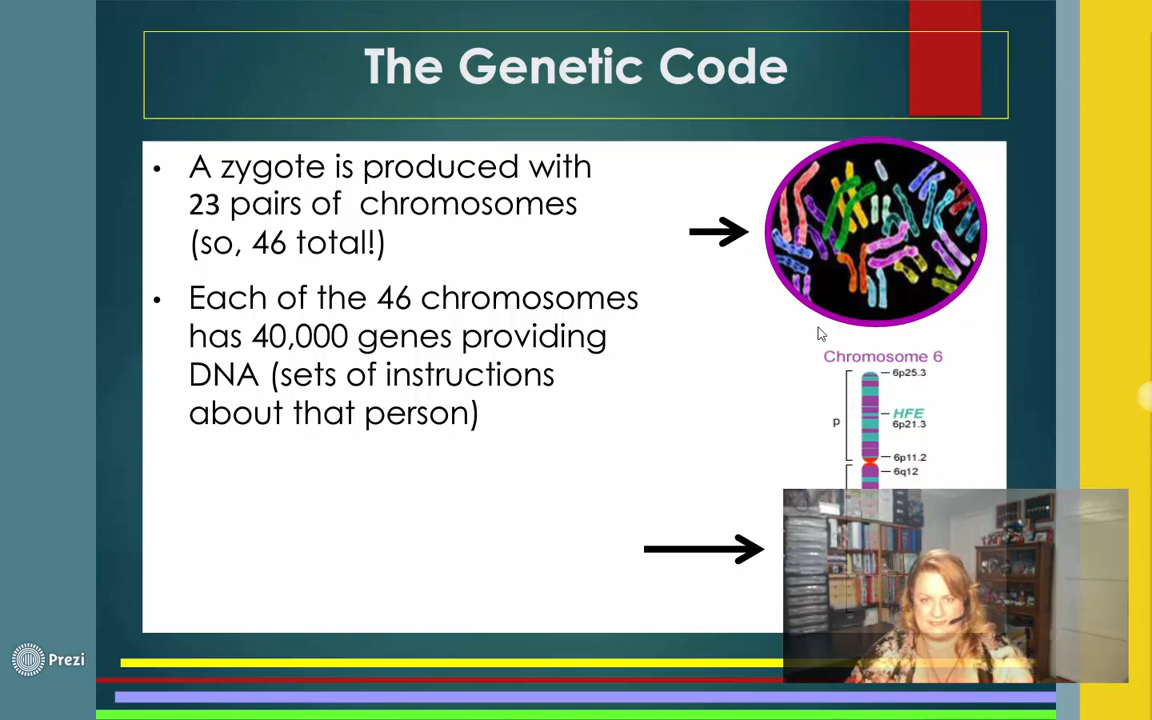 The Genetic Code
• A zygote is produced with
23 pairs of chromosomes
(so, 46 total!)
• Each of the 46 chromosomes
has 40,000 genes providing
DNA (sets of instructions
about that person)
Chromosome 6
6p25.3
HFE
6p21.3
p
6p11.2
6q12
Prezi